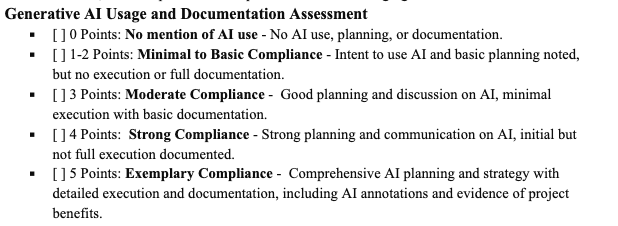 Generative AI Usage and Documentation Assessment
▪ [ ] 0 Points: No mention of AI use - No AI use, planning, or documentation.
▪ [ ] 1-2 Points: Minimal to Basic Compliance - Intent to use AI and basic planning noted,
but no execution or full documentation.
▪ [ ] 3 Points: Moderate Compliance - Good planning and discussion on AI, minimal
execution with basic documentation.
▪ [ ] 4 Points: Strong Compliance - Strong planning and communication on AI, initial but
not full execution documented.
▪ [ ] 5 Points: Exemplary Compliance - Comprehensive AI planning and strategy with
detailed execution and documentation, including AI annotations and evidence of project
benefits.